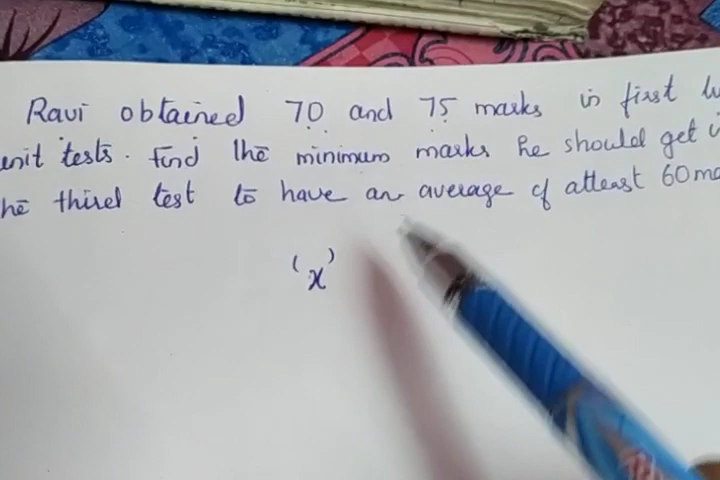 Ravi obtained 70 and 75 marks in first
unit tests. Find the minimum marks he should get
the third test to have an average of atleast 60
'x'